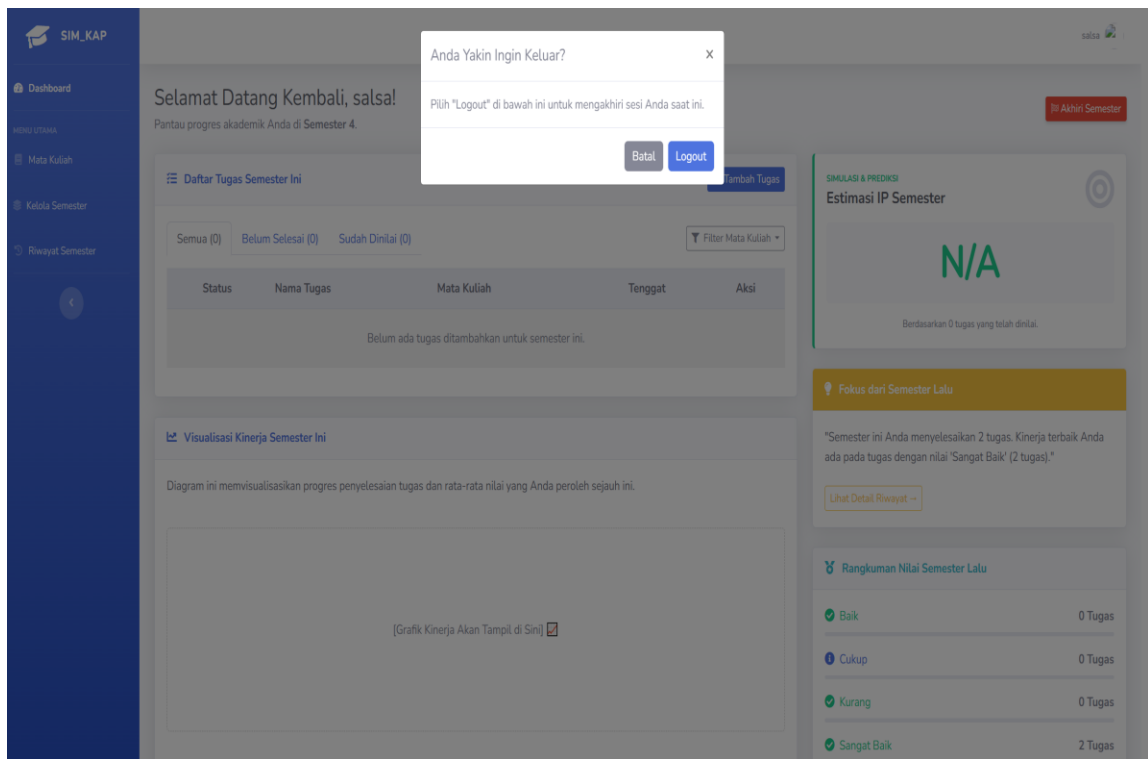 SIM_KAP
salsa
Dashboard
MENU UTAMA
Mata Kuliah
Kelola Semester
Riwayat Semester
Anda Yakin Ingin Keluar?
X
Pilih "Logout" di bawah ini untuk mengakhiri sesi Anda saat ini.
Batal
Logout
Selamat Datang Kembali, salsa!
Pantau progres akademik Anda di Semester 4.
Akhiri Semester
Daftar Tugas Semester Ini
Tambah Tugas
Semua (0) Belum Selesai (0) Sudah Dinilai (0)
Filter Mata Kuliah
Status Nama Tugas Mata Kuliah Tenggat Aksi
Belum ada tugas ditambahkan untuk semester ini.
Visualisasi Kinerja Semester Ini
Diagram ini memvisualisasikan progres penyelesaian tugas dan rata-rata nilai yang Anda peroleh sejauh ini.
[Grafik Kinerja Akan Tampil di Sini]
SIMULASI & PREDIKSI
Estimasi IP Semester
N/A
Berdasarkan 0 tugas yang telah dinilai.
Fokus dari Semester Lalu
"Semester ini Anda menyelesaikan 2 tugas. Kinerja terbaik Anda
ada pada tugas dengan nilai 'Sangat Baik' (2 tugas)."
Lihat Detail Riwayat →
Rangkuman Nilai Semester Lalu
Baik 0 Tugas
Cukup 0 Tugas
Kurang 0 Tugas
Sangat Baik 2 Tugas